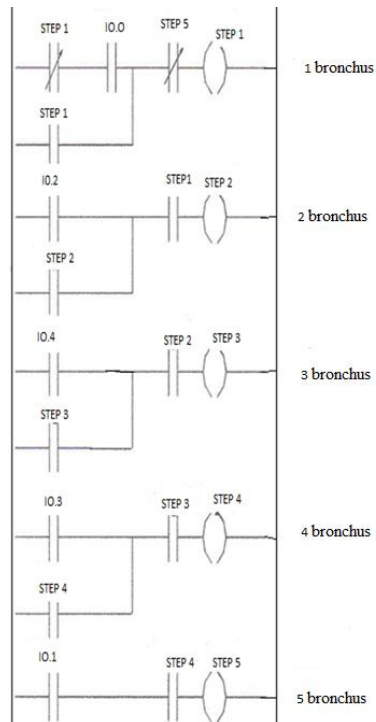 STEP 1 I0.0 STEP 5 STEP 1
1 bronchus
STEP 1
I0.2 STEP1 STEP 2
2 bronchus
STEP 2
I0.4 STEP 2 STEP 3
3 bronchus
STEP 3
I0.3 STEP 3 STEP 4
4 bronchus
STEP 4
I0.1 STEP 4 STEP 5
5 bronchus